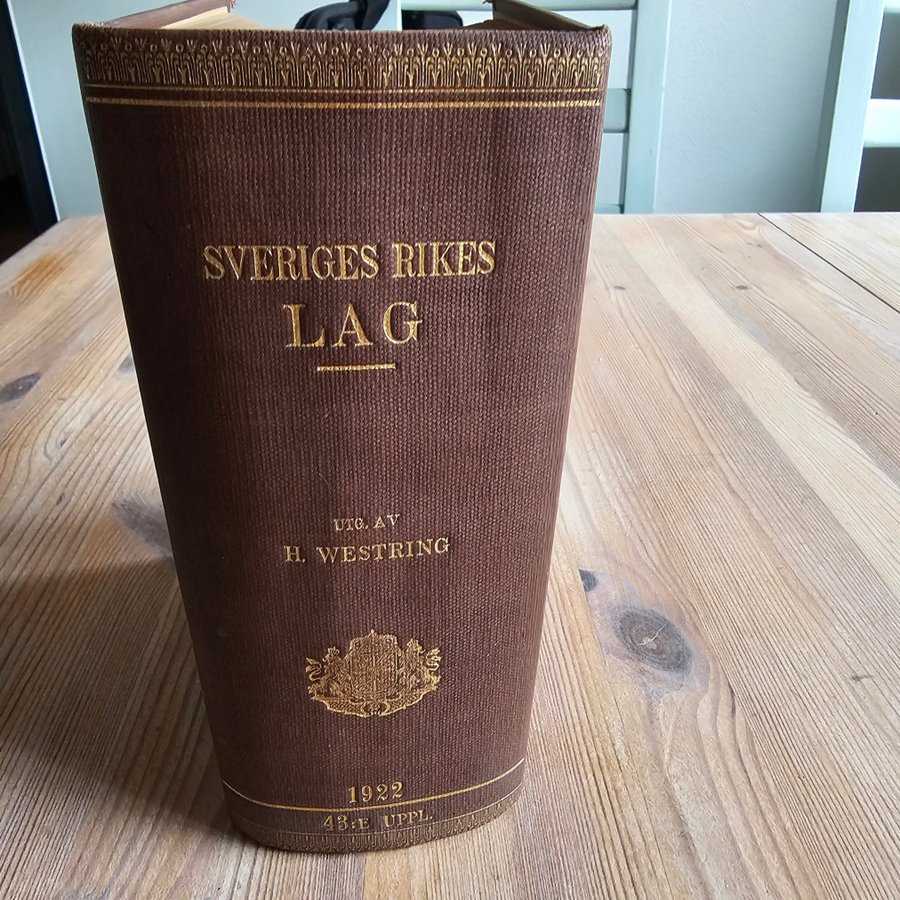 SVERIGES RIKES
LAG
UTG. AV
H. WESTRING
1922
43:E UPPL.